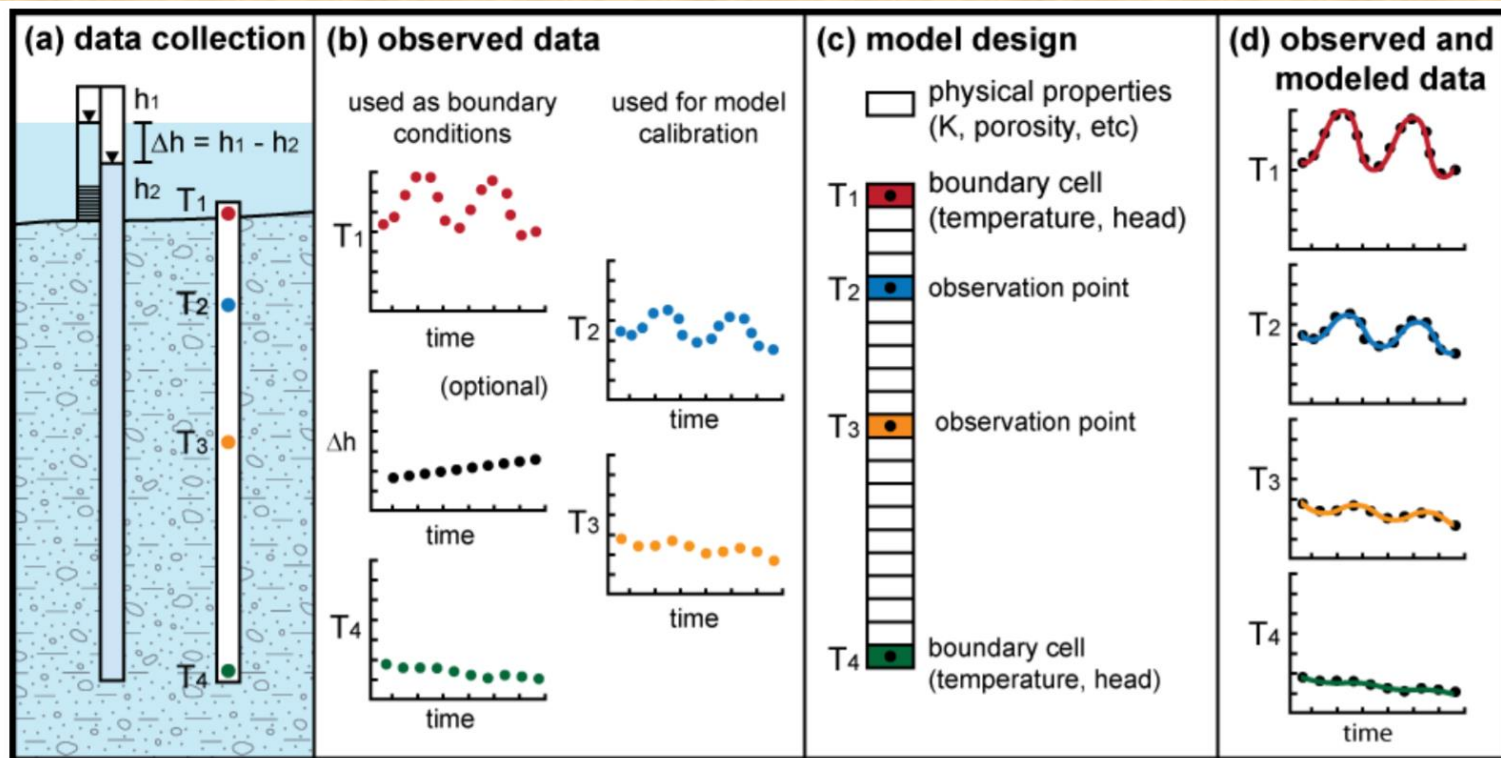 (a) data collection
h1
Δh = h1 - h2
h2
T1
T2
T3
T4
(b) observed data
used as boundary
conditions
T1
time
(optional)
Δh
time
T4
time
used for model
calibration
T2
time
T3
time
(c) model design
physical properties
(K, porosity, etc)
T1
boundary cell
(temperature, head)
T2
observation point
T3
observation point
T4
boundary cell
(temperature, head)
(d) observed and
modeled data
T1
T2
T3
T4
time